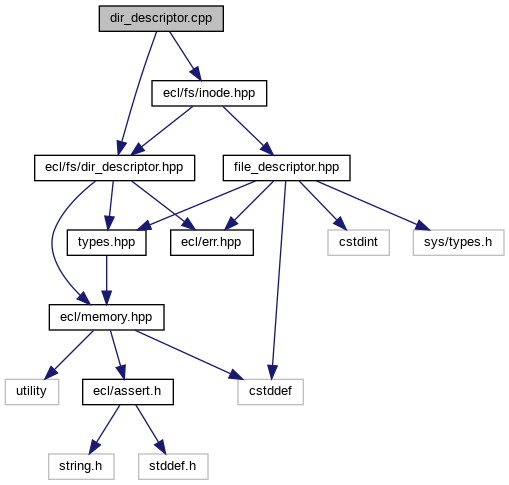 dir_descriptor.cpp
ecl/fs/inode.hpp
ecl/fs/dir_descriptor.hpp
file_descriptor.hpp
types.hpp
ecl/err.hpp
cstdint
sys/types.h
ecl/memory.hpp
utility
ecl/assert.h
cstddef
string.h
stddef.h